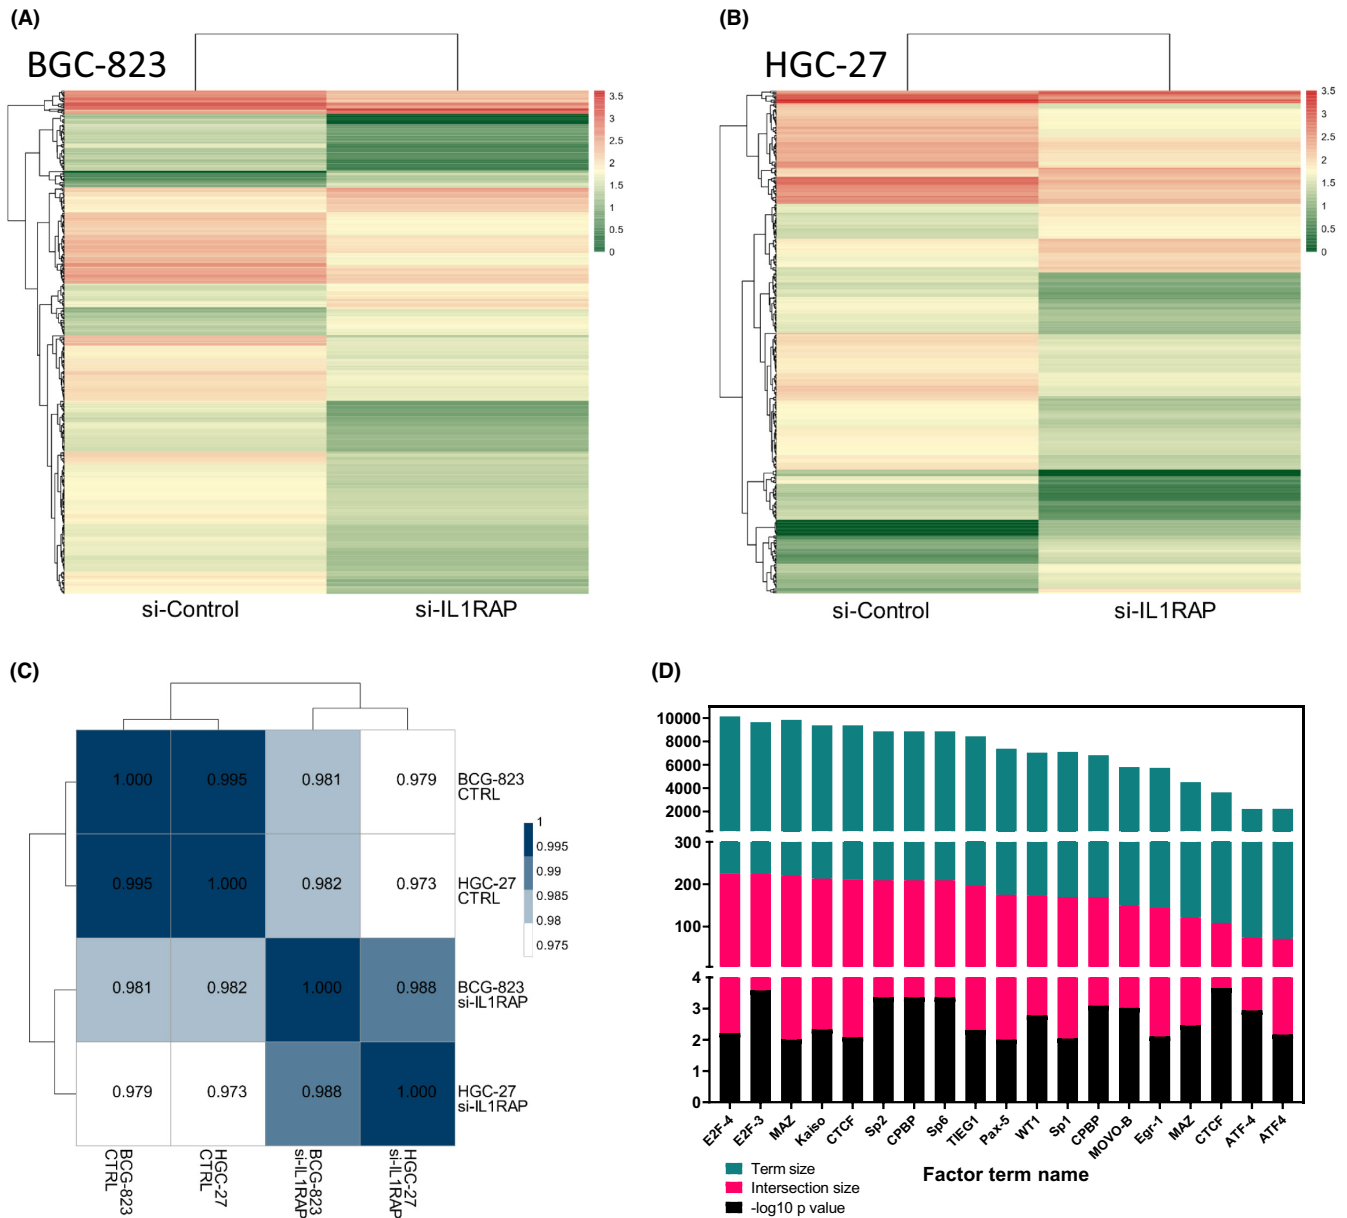 (A)
BGC-823
3.5
3
2.5
2
1.5
1
0.5
0
si-Control
si-IL1RAP
(B)
HGC-27
3.5
3
2.5
2
1.5
1
0.5
0
si-Control
si-IL1RAP
(C)
1.000
0.995
0.981
0.979
BCG-823
CTRL
0.995
1.000
0.982
0.973
HGC-27
CTRL
0.981
0.982
1.000
0.988
BCG-823
si-IL1RAP
0.979
0.973
0.988
1.000
HGC-27
si-IL1RAP
1
0.995
0.99
0.985
0.98
0.975
BCG-823
CTRL
HGC-27
CTRL
BCG-823
si-IL1RAP
HGC-27
si-IL1RAP
(D)
10000
8000
6000
4000
2000
300
200
100
4
3
2
1
0
E2F-4
E2F-3
MAZ
Kaiso
CTCF
Sp2
CPBP
Sp6
TIEG1
Pax-5
WT1
Sp1
CPBP
MOVO-B
Egr-1
MAZ
CTCF
ATF-4
ATF4
Factor term name
Term size
Intersection size
-log10 p value